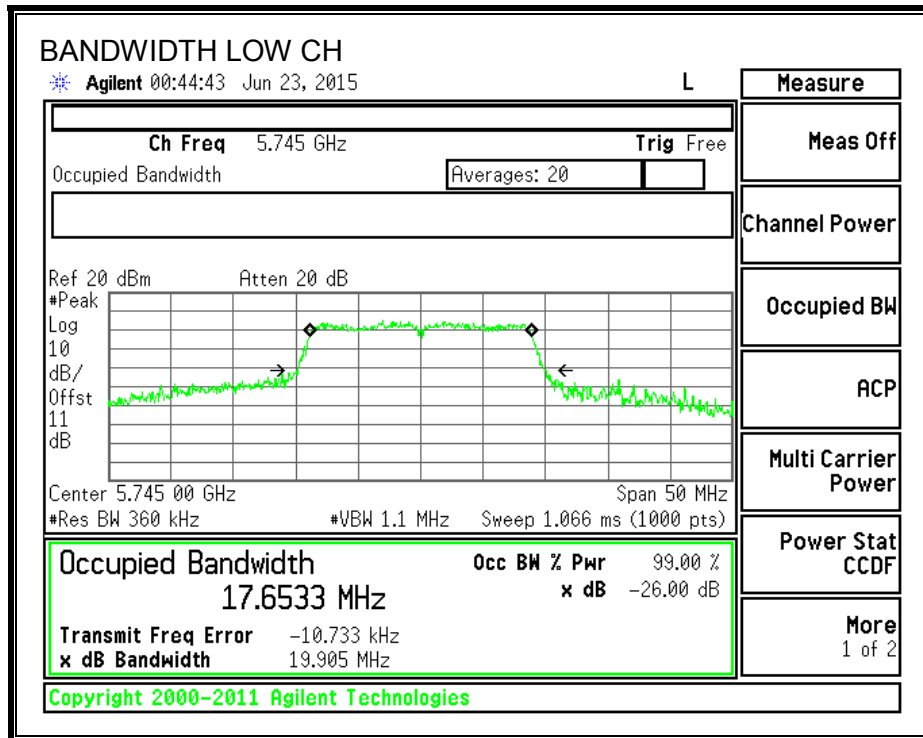 BANDWIDTH LOW CH
Agilent 00:44:43 Jun 23, 2015 L
Ch Freq 5.745 GHz Trig Free
Occupied Bandwidth Averages: 20
Ref 20 dBm Atten 20 dB
#Peak
Log
10
dB/
Offst
11
dB
Center 5.745 00 GHz Span 50 MHz
#Res BW 360 kHz #VBW 1.1 MHz Sweep 1.066 ms (1000 pts)
Occupied Bandwidth Occ BW % Pwr 99.00 %
17.6533 MHz x dB -26.00 dB
Transmit Freq Error -10.733 kHz
x dB Bandwidth 19.905 MHz
Copyright 2000-2011 Agilent Technologies
Measure
Meas Off
Channel Power
Occupied BW
ACP
Multi Carrier
Power
Power Stat
CCDF
More
1 of 2